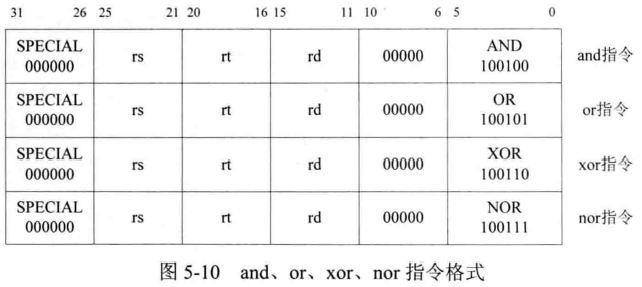 31 26 25 21 20 16 15 11 10 6 5 0
SPECIAL AND
000000 rs rt rd 00000 100100 and指令
SPECIAL OR
000000 rs rt rd 00000 100101 or指令
SPECIAL XOR
000000 rs rt rd 00000 100110 xor指令
SPECIAL NOR
000000 rs rt rd 00000 100111 nor指令
图 5-10 and、or、xor、nor 指令格式